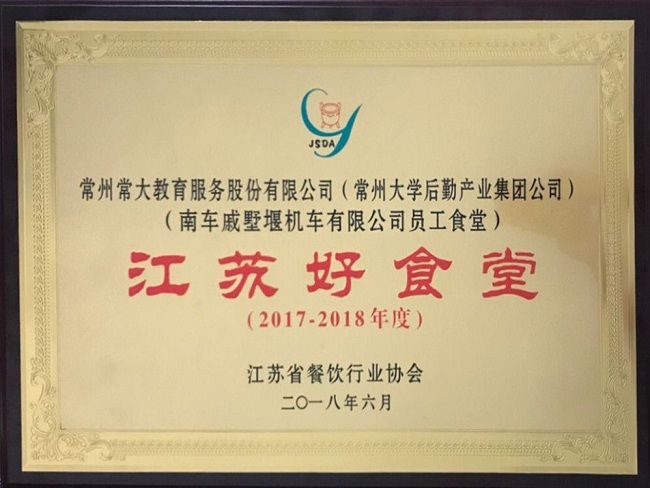 JSDA
常州常大教育服务股份有限公司（常州大学后勤产业集团公司）
（南车戚墅堰机车有限公司员工食堂）
江苏好食堂
(2017-2018年度)
江苏省餐饮行业协会
二〇一八年六月